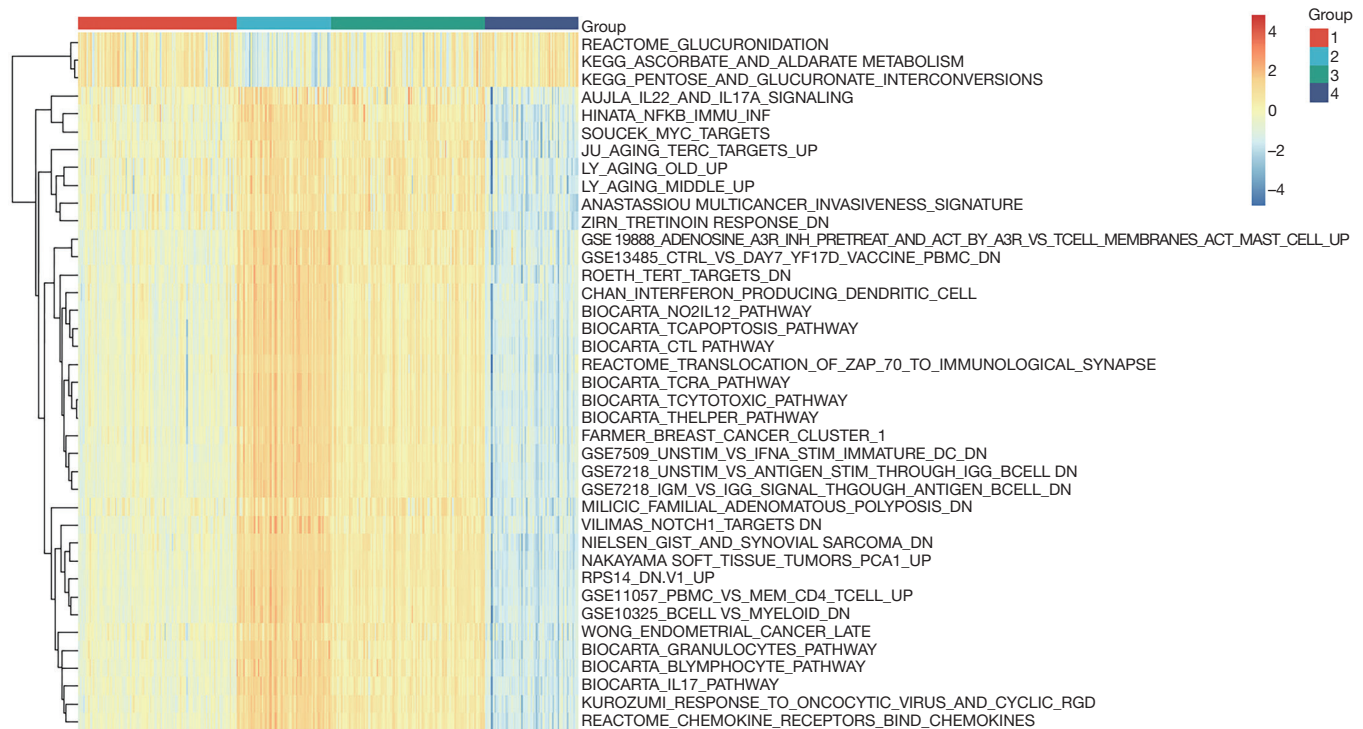 Group
REACTOME_GLUCURONIDATION
KEGG_ASCORBATE_AND_ALDARATE METABOLISM
KEGG_PENTOSE_AND_GLUCURONATE_INTERCONVERSIONS
AUJLA_IL22_AND_IL17A_SIGNALING
HINATA_NFKB_IMMU_INF
SOUCEK_MYC_TARGETS
JU_AGING_TERC_TARGETS_UP
LY_AGING_OLD_UP
LY_AGING_MIDDLE_UP
ANASTASSIOU MULTICANCER_INVASIVENESS_SIGNATURE
ZIRN_TRETINOIN RESPONSE_DN
GSE 19888_ADENOSINE_A3R_INH_PRETREAT_AND_ACT_BY_A3R_VS_TCELL_MEMBRANES_ACT_MAST_CELL_UP
GSE13485_CTRL_VS_DAY7_YF17D_VACCINE_PBMC_DN
ROETH_TERT_TARGETS_DN
CHAN_INTERFERON_PRODUCING_DENDRITIC_CELL
BIOCARTA_NO2IL12_PATHWAY
BIOCARTA_TCAPOPTOSIS_PATHWAY
BIOCARTA_CTL PATHWAY
REACTOME_TRANSLOCATION_OF_ZAP_70_TO_IMMUNOLOGICAL_SYNAPSE
BIOCARTA_TCRA_PATHWAY
BIOCARTA_TCYTOTOXIC_PATHWAY
BIOCARTA_THELPER_PATHWAY
FARMER_BREAST_CANCER_CLUSTER_1
GSE7509_UNSTIM_VS_IFNA_STIM_IMMATURE_DC_DN
GSE7218_UNSTIM_VS_ANTIGEN_STIM_THROUGH_IGG_BCELL DN
GSE7218_IGM_VS_IGG_SIGNAL_THGOUGH_ANTIGEN_BCELL_DN
MILICIC_FAMILIAL_ADENOMATOUS_POLYPOSIS_DN
VILIMAS_NOTCH1_TARGETS DN
NIELSEN_GIST_AND_SYNOVIAL SARCOMA_DN
NAKAYAMA SOFT_TISSUE_TUMORS_PCA1_UP
RPS14_DN.V1_UP
GSE11057_PBMC_VS_MEM_CD4_TCELL_UP
GSE10325_BCELL VS_MYELOID_DN
WONG_ENDOMETRIAL_CANCER_LATE
BIOCARTA_GRANULOCYTES_PATHWAY
BIOCARTA_BLYMPHOCYTE_PATHWAY
BIOCARTA_IL17_PATHWAY
KUROZUMI_RESPONSE_TO_ONCOCYTIC_VIRUS_AND_CYCLIC_RGD
REACTOME_CHEMOKINE_RECEPTORS_BIND_CHEMOKINES
4
2
0
−2
−4
Group
1
2
3
4